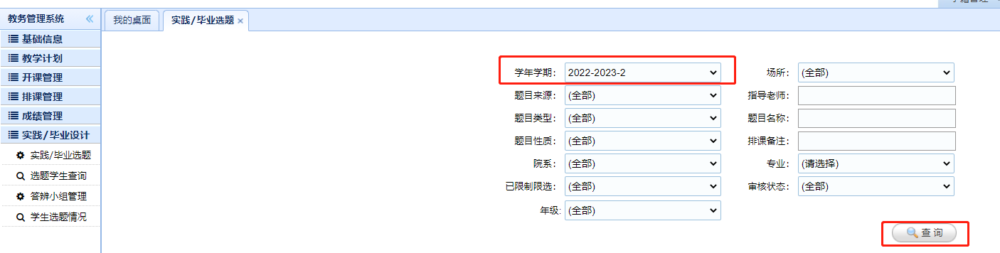 教务管理系统
我的桌面
实践/毕业选题
基础信息
教学计划
开课管理
排课管理
成绩管理
实践/毕业设计
实践/毕业选题
选题学生查询
答辨小组管理
学生选题情况
学年学期: 2022-2023-2
场所: (全部)
题目来源: (全部)
指导老师:
题目类型: (全部)
题目名称:
题目性质: (全部)
排课备注:
院系: (全部)
专业: (请选择)
已限制限选: (全部)
审核状态: (全部)
年级: (全部)
查询